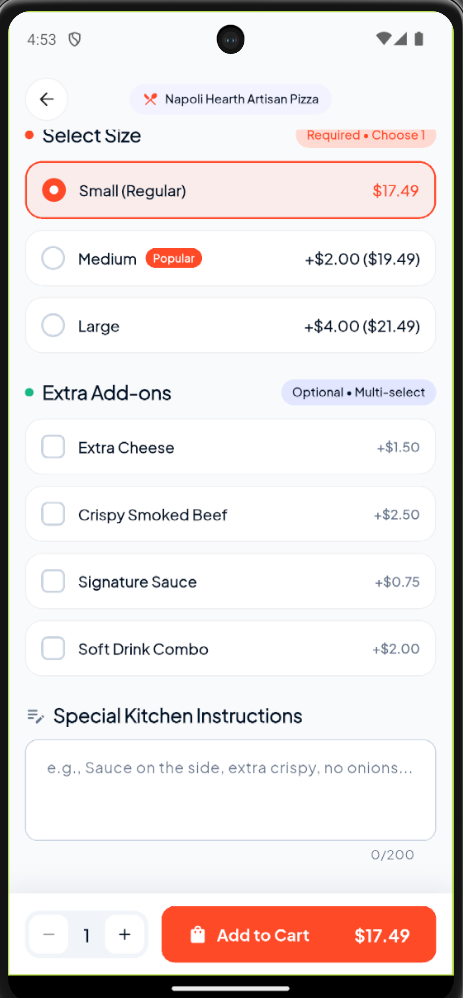 4:53
Napoli Hearth Artisan Pizza
Select Size
Required • Choose 1
Small (Regular) $17.49
Medium Popular +$2.00 ($19.49)
Large +$4.00 ($21.49)
Extra Add-ons
Optional • Multi-select
Extra Cheese +$1.50
Crispy Smoked Beef +$2.50
Signature Sauce +$0.75
Soft Drink Combo +$2.00
Special Kitchen Instructions
e.g., Sauce on the side, extra crispy, no onions...
0/200
− 1 + Add to Cart $17.49